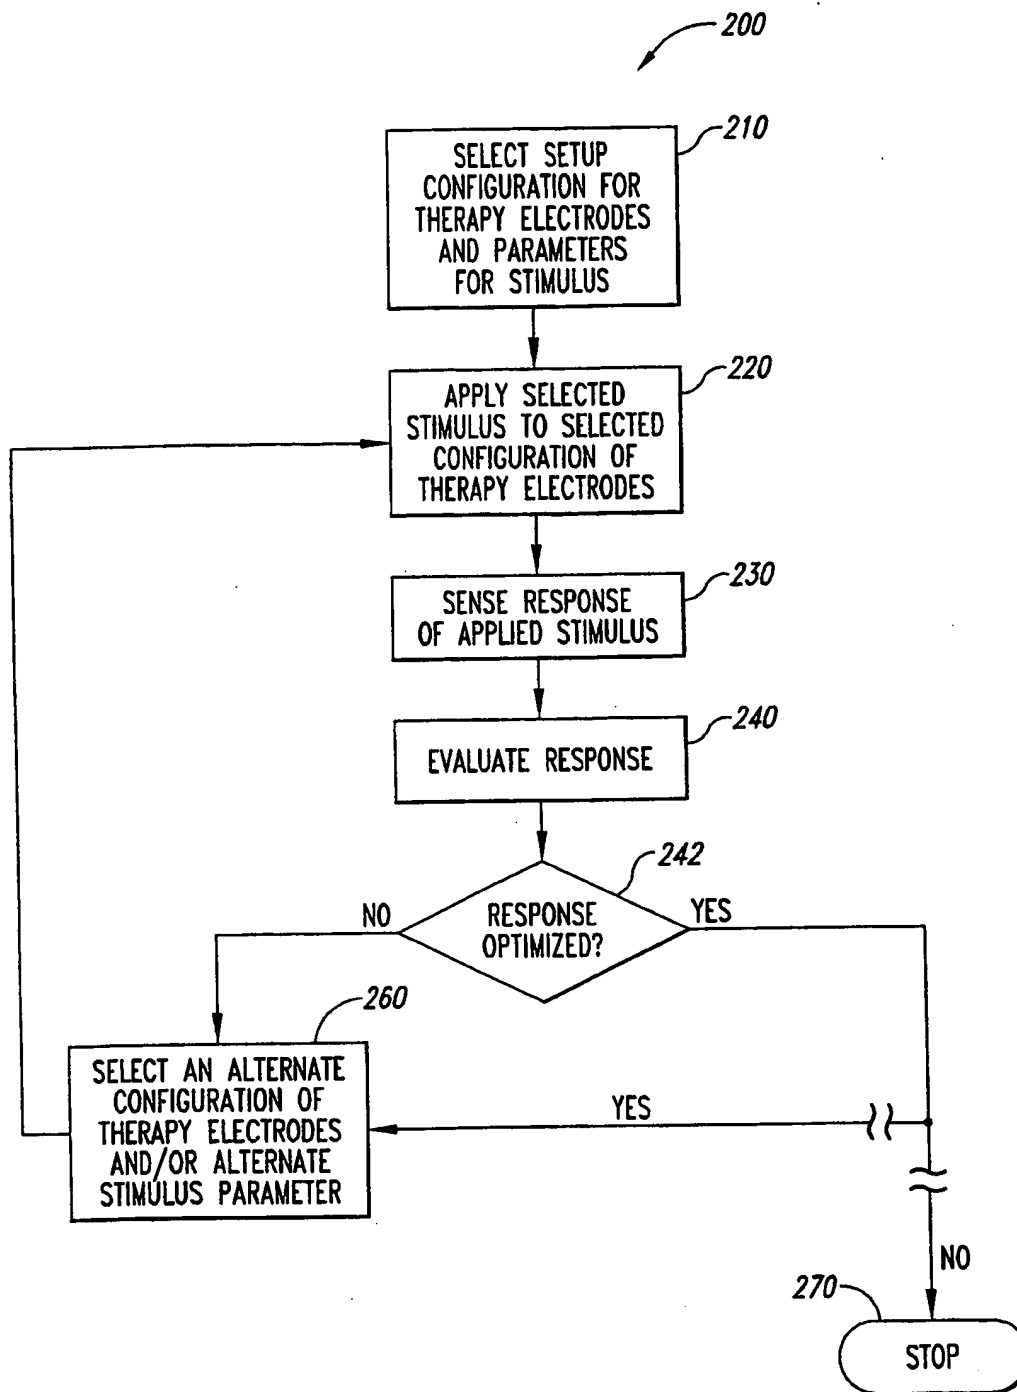 200
210
SELECT SETUP
CONFIGURATION FOR
THERAPY ELECTRODES
AND PARAMETERS
FOR STIMULUS
220
APPLY SELECTED
STIMULUS TO SELECTED
CONFIGURATION OF
THERAPY ELECTRODES
230
SENSE RESPONSE
OF APPLIED STIMULUS
240
EVALUATE RESPONSE
242
NO
RESPONSE
OPTIMIZED?
YES
260
SELECT AN ALTERNATE
CONFIGURATION OF
THERAPY ELECTRODES
AND/OR ALTERNATE
STIMULUS PARAMETER
YES
NO
270
STOP